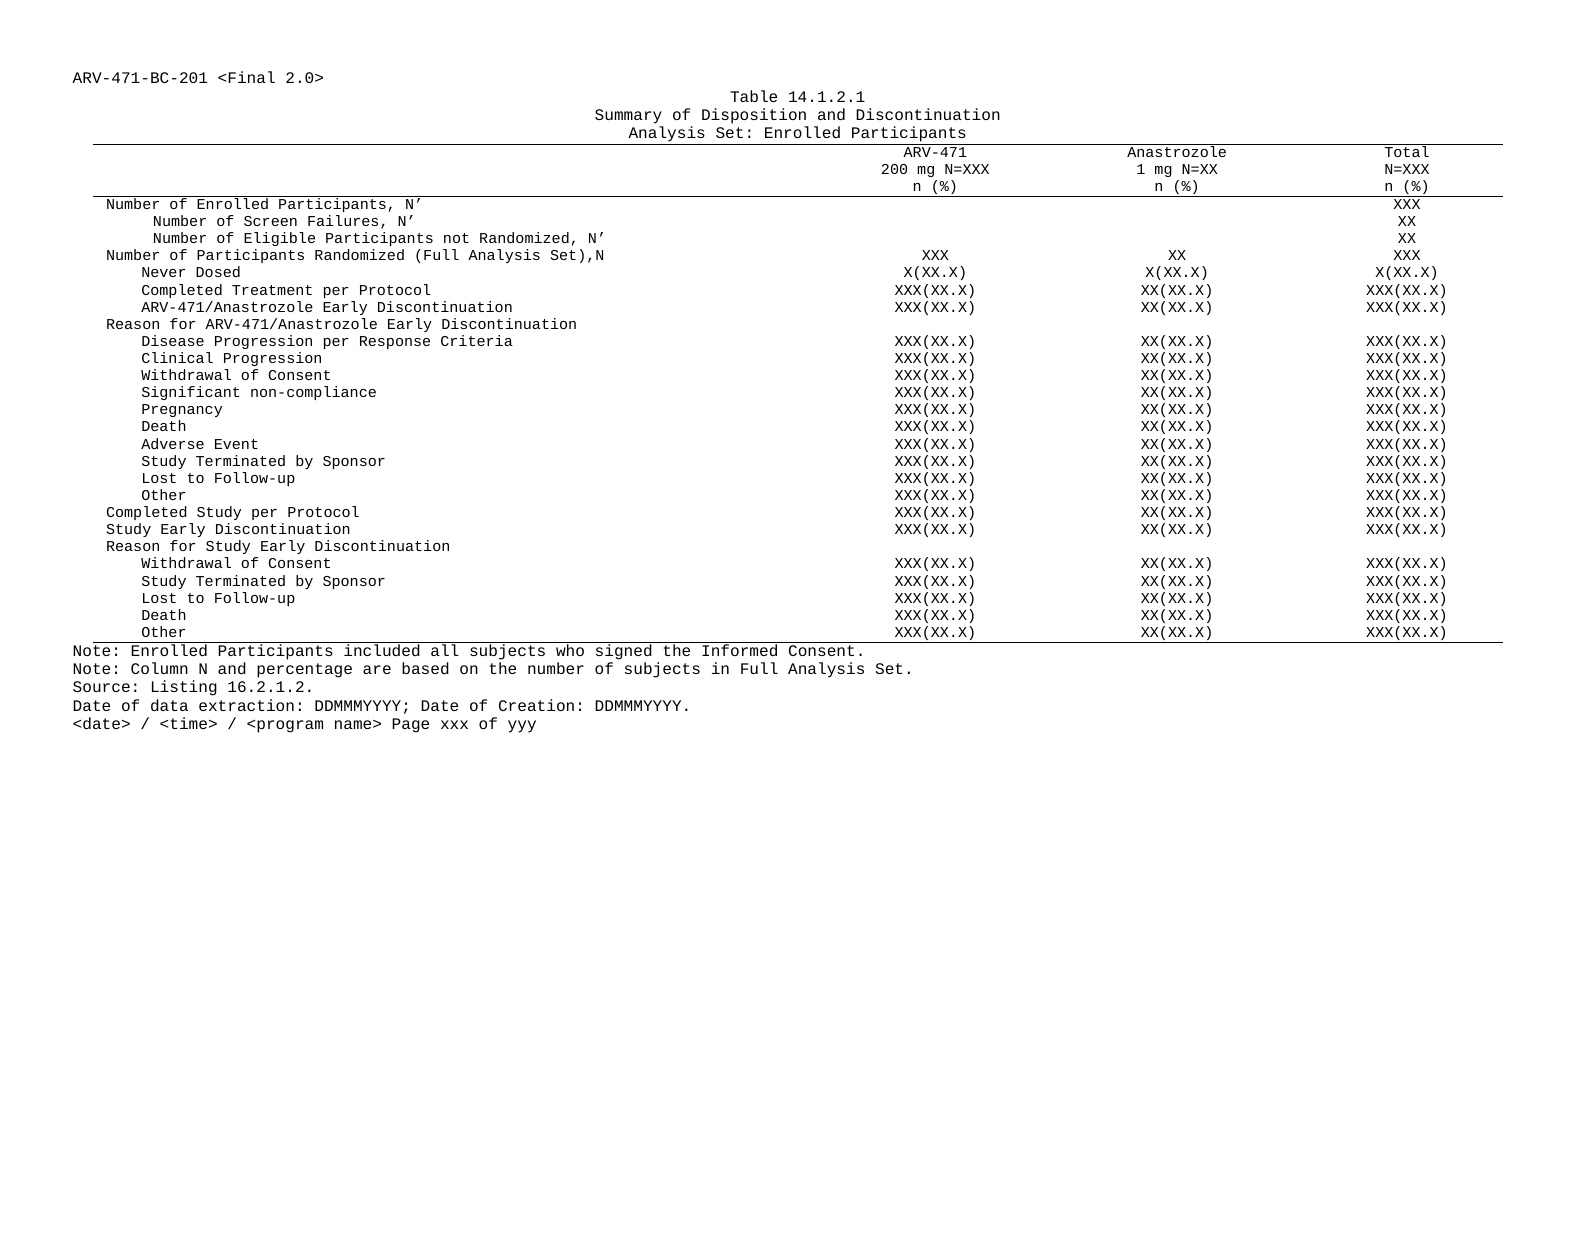 ARV-471-BC-201 <Final 2.0>
Table 14.1.2.1
Summary of Disposition and Discontinuation
Analysis Set: Enrolled Participants
ARV-471 Anastrozole Total
200 mg N=XXX 1 mg N=XX N=XXX
n (%) n (%) n (%)
Number of Enrolled Participants, N’ XXX
Number of Screen Failures, N’ XX
Number of Eligible Participants not Randomized, N’ XX
Number of Participants Randomized (Full Analysis Set),N XXX XX XXX
Never Dosed X(XX.X) X(XX.X) X(XX.X)
Completed Treatment per Protocol XXX(XX.X) XX(XX.X) XXX(XX.X)
ARV-471/Anastrozole Early Discontinuation XXX(XX.X) XX(XX.X) XXX(XX.X)
Reason for ARV-471/Anastrozole Early Discontinuation
Disease Progression per Response Criteria XXX(XX.X) XX(XX.X) XXX(XX.X)
Clinical Progression XXX(XX.X) XX(XX.X) XXX(XX.X)
Withdrawal of Consent XXX(XX.X) XX(XX.X) XXX(XX.X)
Significant non-compliance XXX(XX.X) XX(XX.X) XXX(XX.X)
Pregnancy XXX(XX.X) XX(XX.X) XXX(XX.X)
Death XXX(XX.X) XX(XX.X) XXX(XX.X)
Adverse Event XXX(XX.X) XX(XX.X) XXX(XX.X)
Study Terminated by Sponsor XXX(XX.X) XX(XX.X) XXX(XX.X)
Lost to Follow-up XXX(XX.X) XX(XX.X) XXX(XX.X)
Other XXX(XX.X) XX(XX.X) XXX(XX.X)
Completed Study per Protocol XXX(XX.X) XX(XX.X) XXX(XX.X)
Study Early Discontinuation XXX(XX.X) XX(XX.X) XXX(XX.X)
Reason for Study Early Discontinuation
Withdrawal of Consent XXX(XX.X) XX(XX.X) XXX(XX.X)
Study Terminated by Sponsor XXX(XX.X) XX(XX.X) XXX(XX.X)
Lost to Follow-up XXX(XX.X) XX(XX.X) XXX(XX.X)
Death XXX(XX.X) XX(XX.X) XXX(XX.X)
Other XXX(XX.X) XX(XX.X) XXX(XX.X)
Note: Enrolled Participants included all subjects who signed the Informed Consent.
Note: Column N and percentage are based on the number of subjects in Full Analysis Set.
Source: Listing 16.2.1.2.
Date of data extraction: DDMMMYYYY; Date of Creation: DDMMMYYYY.
<date> / <time> / <program name> Page xxx of yyy